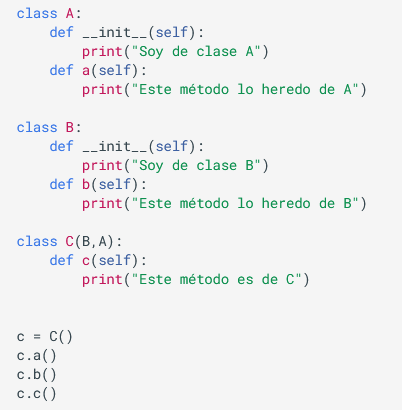 class A:
    def __init__(self):
        print("Soy de clase A")
    def a(self):
        print("Este método lo heredo de A")

class B:
    def __init__(self):
        print("Soy de clase B")
    def b(self):
        print("Este método lo heredo de B")

class C(B,A):
    def c(self):
        print("Este método es de C")


c = C()
c.a()
c.b()
c.c()